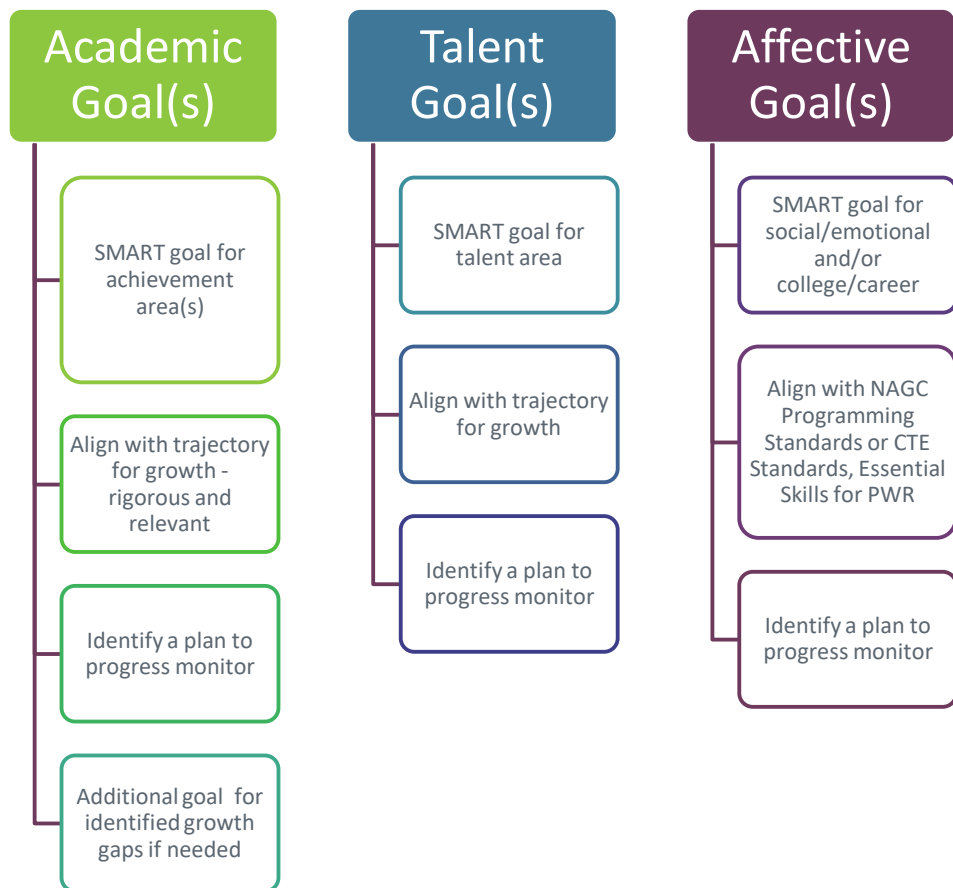 Academic
Goal(s)
SMART goal for
achievement
area(s)
Align with trajectory
for growth -
rigorous and
relevant
Identify a plan to
progress monitor
Additional goal for
identified growth
gaps if needed
Talent
Goal(s)
SMART goal for
talent area
Align with trajectory
for growth
Identify a plan to
progress monitor
Affective
Goal(s)
SMART goal for
social/emotional
and/or
college/career
Align with NAGC
Programming
Standards or CTE
Standards, Essential
Skills for PWR
Identify a plan to
progress monitor